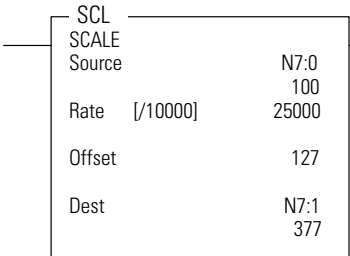 SCL
SCALE
Source N7:0
100
Rate [/10000] 25000
Offset 127
Dest N7:1
377